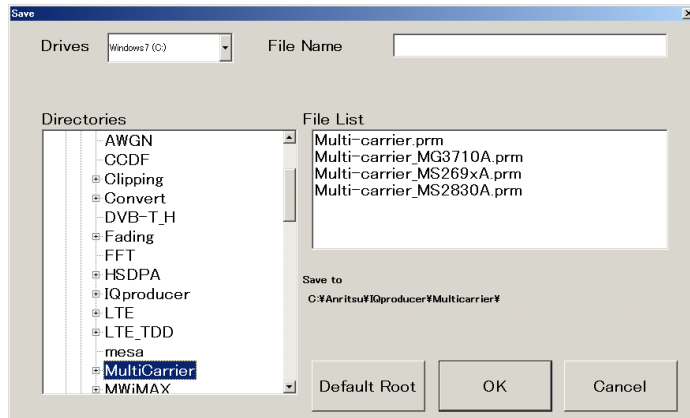 Save
Drives
Windows7 (C:)
File Name
Directories
AWGN
CCDF
Clipping
Convert
DVB-T_H
Fading
FFT
HSDPA
IQproducer
LTE
LTE_TDD
mesa
MultiCarrier
MWiMAX
File List
Multi-carrier.prm
Multi-carrier_MG3710A.prm
Multi-carrier_MS269xA.prm
Multi-carrier_MS2830A.prm
Save to
C:¥Anritsu¥IQproducer¥Multicarrier¥
Default Root
OK
Cancel